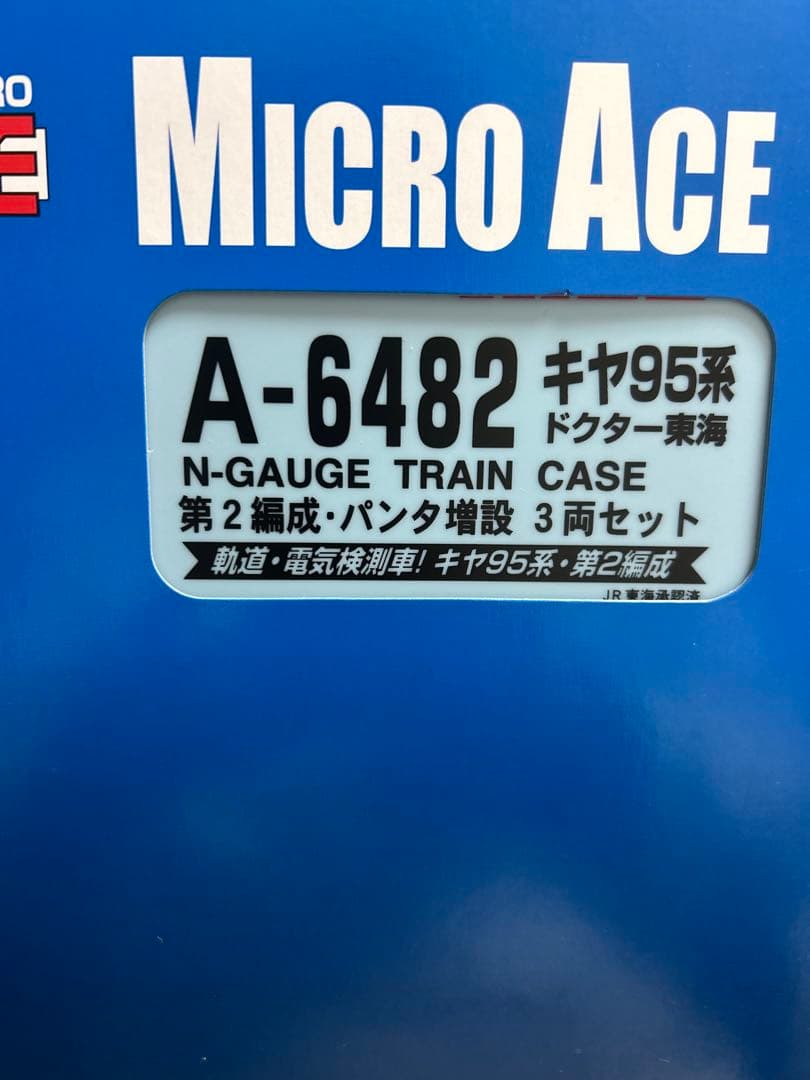 RO
MICRO ACE
A-6482 キヤ95系
ドクター東海
N-GAUGE TRAIN CASE
第2編成・パンタ増設 3両セット
軌道・電気検測車! キヤ95系・第2編成
JR東海承認済